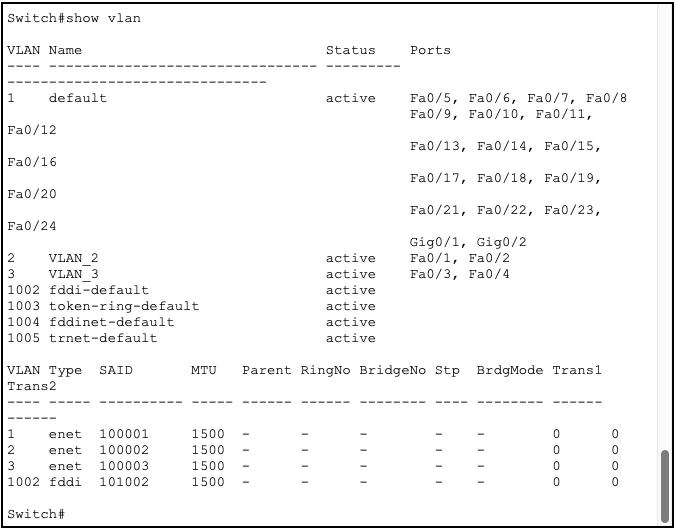 Switch#show vlan
VLAN Name Status Ports
---- -------------------------------- ---------
-------------------------------
1 default active Fa0/5, Fa0/6, Fa0/7, Fa0/8
Fa0/9, Fa0/10, Fa0/11,
Fa0/12
Fa0/13, Fa0/14, Fa0/15,
Fa0/16
Fa0/17, Fa0/18, Fa0/19,
Fa0/20
Fa0/21, Fa0/22, Fa0/23,
Fa0/24
Gig0/1, Gig0/2
2 VLAN_2 active Fa0/1, Fa0/2
3 VLAN_3 active Fa0/3, Fa0/4
1002 fddi-default active
1003 token-ring-default active
1004 fddinet-default active
1005 trnet-default active
VLAN Type SAID MTU Parent RingNo BridgeNo Stp BrdgMode Trans1
Trans2
---- ----- ---------- ----- ------ ------ -------- ---- -------- ------
------
1 enet 100001 1500 - - - - - 0 0
2 enet 100002 1500 - - - - - 0 0
3 enet 100003 1500 - - - - - 0 0
1002 fddi 101002 1500 - - - - - 0 0
Switch#